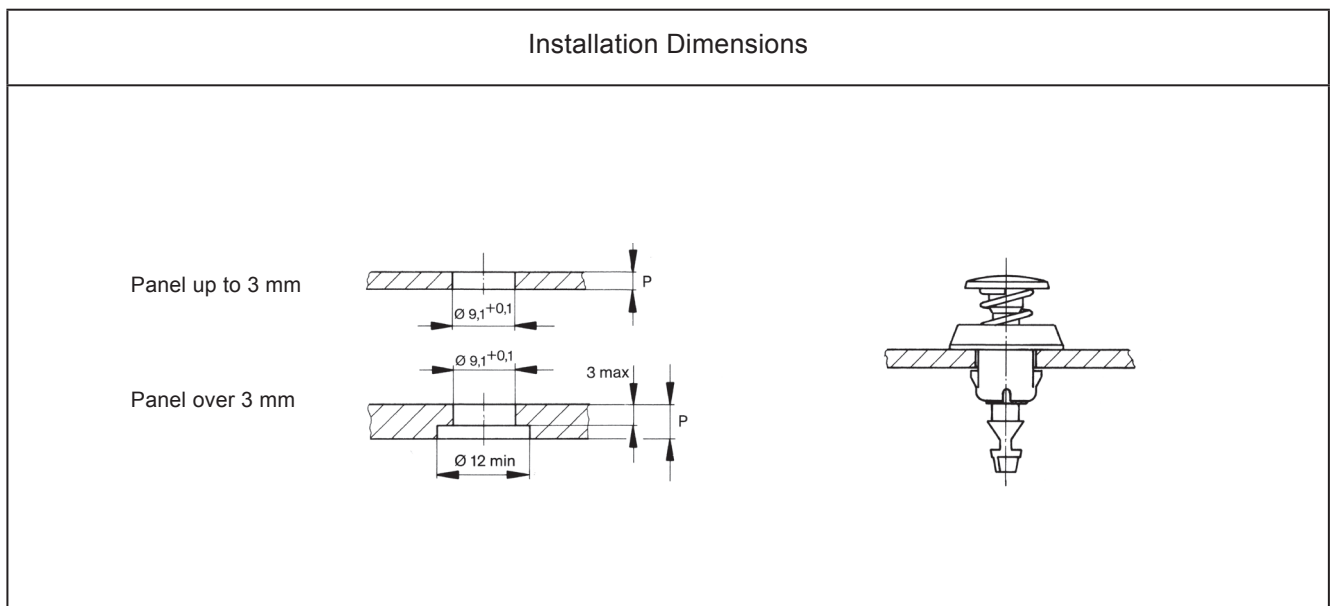 Installation Dimensions
Panel up to 3 mm
P
Ø 9,1+0,1
Ø 9,1+0,1
3 max
Panel over 3 mm
P
Ø 12 min